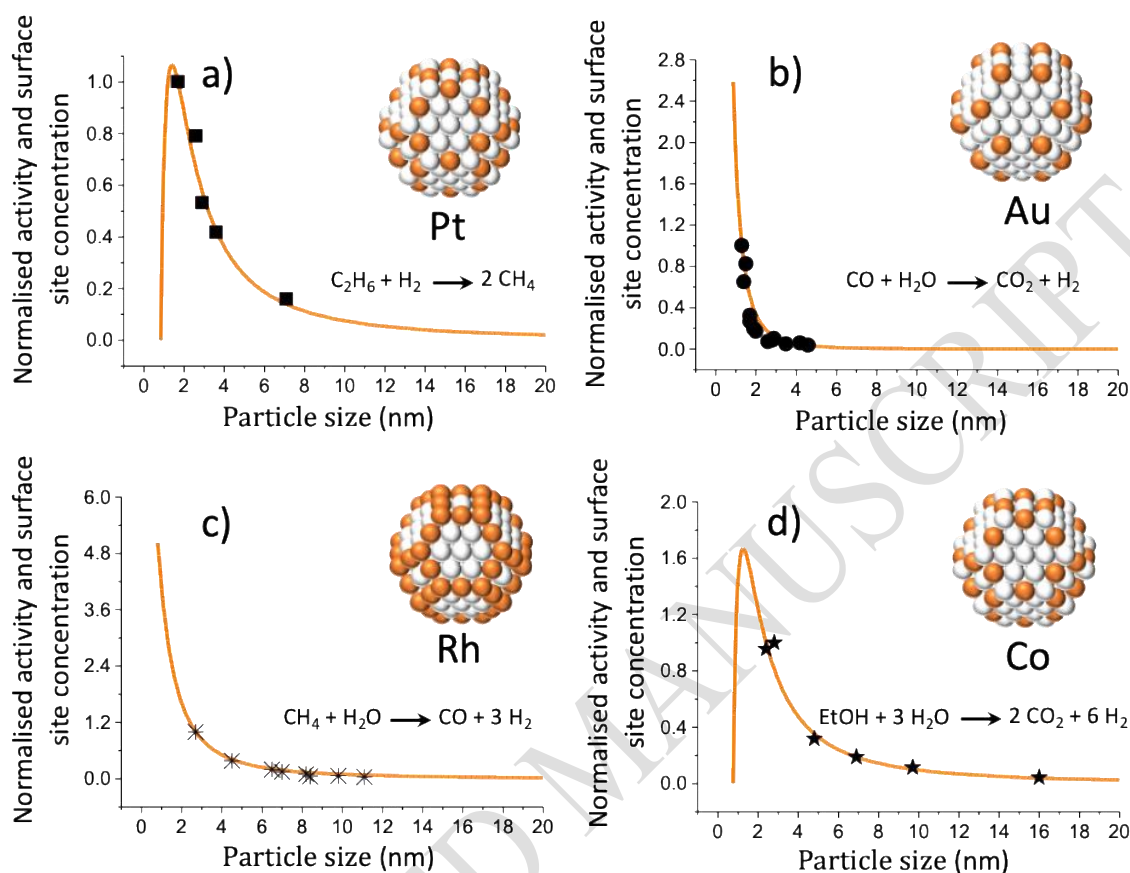 Normalised activity and surface
site concentration
1.0
0.8
0.6
0.4
0.2
0.0
a)
Pt
C₂H₆ + H₂ → 2 CH₄
0 2 4 6 8 10 12 14 16 18 20
Particle size (nm)
Normalised activity and surface
site concentration
2.8
2.4
2.0
1.6
1.2
0.8
0.4
0.0
b)
Au
CO + H₂O → CO₂ + H₂
0 2 4 6 8 10 12 14 16 18 20
Particle size (nm)
Normalised activity and surface
site concentration
6.0
4.8
3.6
2.4
1.2
0.0
c)
Rh
CH₄ + H₂O → CO + 3 H₂
0 2 4 6 8 10 12 14 16 18 20
Particle size (nm)
Normalised activity and surface
site concentration
2.0
1.6
1.2
0.8
0.4
0.0
d)
Co
EtOH + 3 H₂O → 2 CO₂ + 6 H₂
0 2 4 6 8 10 12 14 16 18 20
Particle size (nm)
D MANUSCRIPT